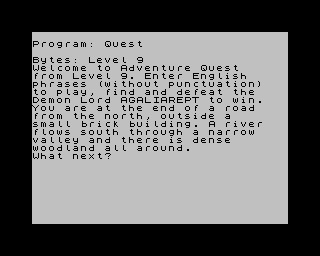 Program: Quest
Bytes: Level 9
Welcome to Adventure Quest
from Level 9. Enter English
phrases (without punctuation)
to play, find and defeat the
Demon Lord AGALIAREPT to win.
You are at the end of a road
from the north, outside a
small brick building. A river
flows south through a narrow
valley and there is dense
woodland all around.
What next?